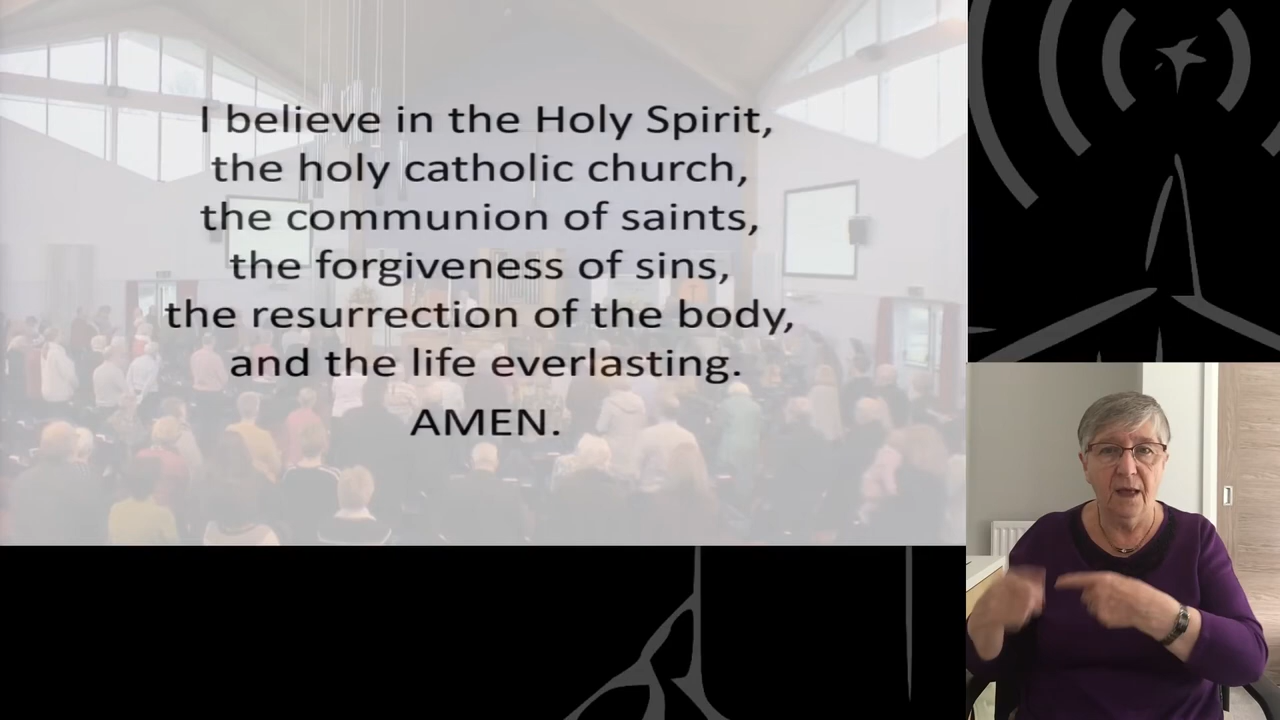 I believe in the Holy Spirit,
the holy catholic church,
the communion of saints,
the forgiveness of sins,
the resurrection of the body,
and the life everlasting.
AMEN.